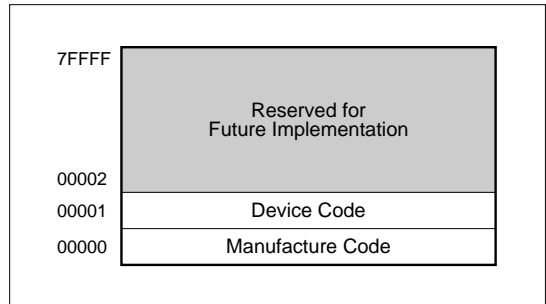 7FFFF
Reserved for
Future Implementation
00002
00001 Device Code
00000 Manufacture Code